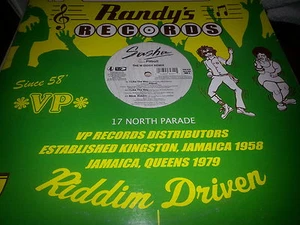 Randy's
RECORDS
Sasha
Since 58'
*VP*
17 NORTH PARADE
VP RECORDS DISTRIBUTORS
ESTABLISHED KINGSTON, JAMAICA 1958
JAMAICA, QUEENS 1979
Riddim Driven